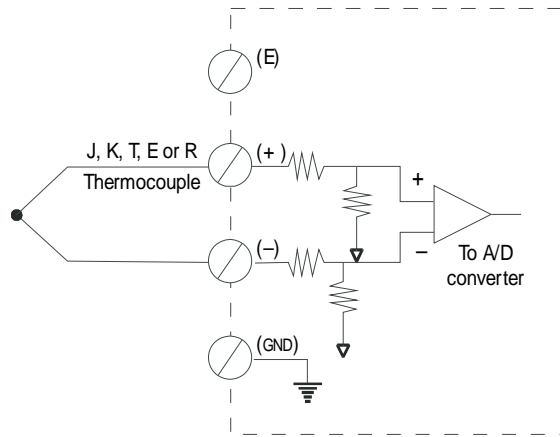 (E)
J, K, T, E or R
Thermocouple
(+)
+
(–)
–
To A/D
converter
(GND)